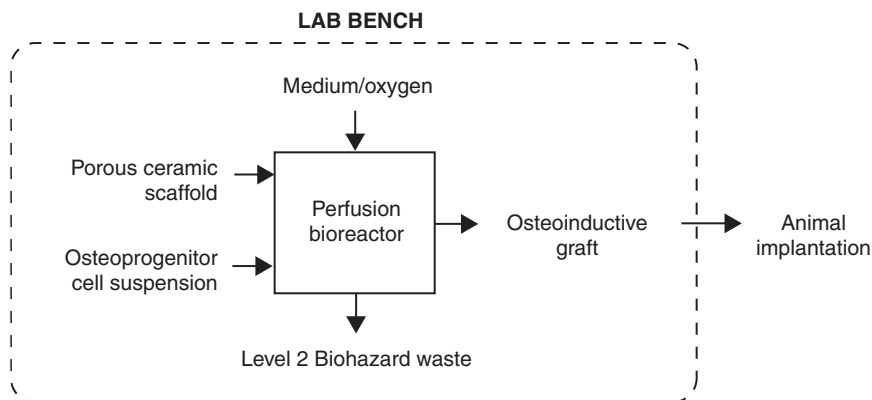 LAB BENCH
Medium/oxygen
Porous ceramic
scaffold
Perfusion
bioreactor
Osteoprogenitor
cell suspension
Osteoinductive
graft
Animal
implantation
Level 2 Biohazard waste